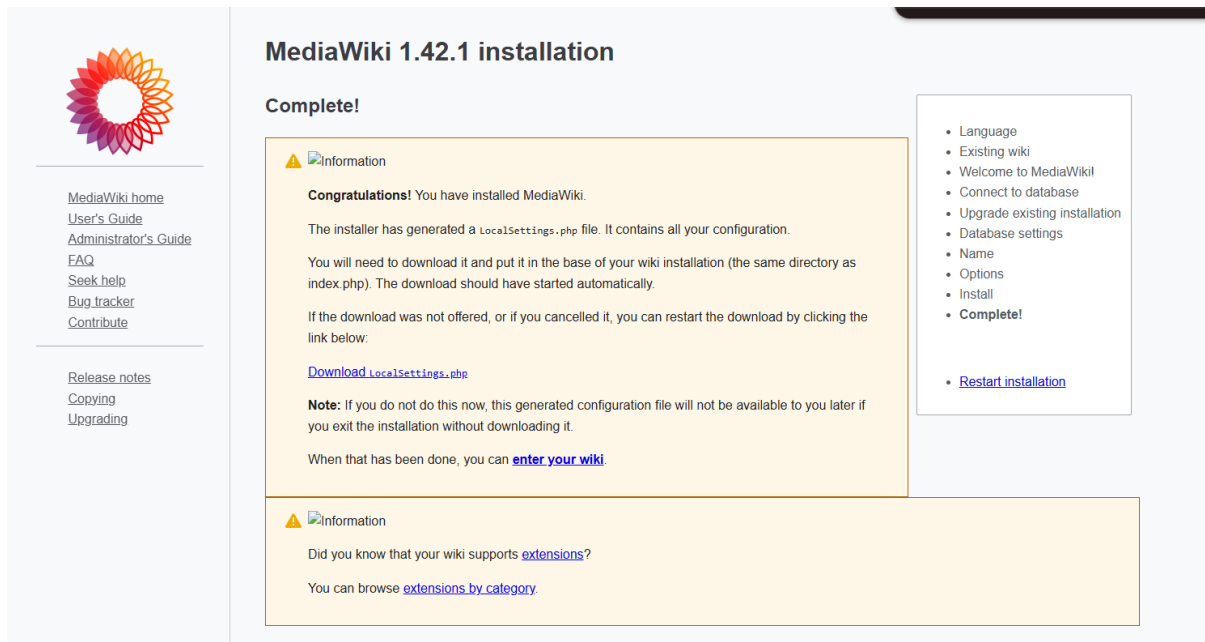 MediaWiki 1.42.1 installation
MediaWiki home
User's Guide
Administrator's Guide
FAQ
Seek help
Bug tracker
Contribute
Release notes
Copying
Upgrading
Complete!
Information
Congratulations! You have installed MediaWiki.
The installer has generated a LocalSettings.php file. It contains all your configuration.
You will need to download it and put it in the base of your wiki installation (the same directory as
index.php). The download should have started automatically.
If the download was not offered, or if you cancelled it, you can restart the download by clicking the
link below:
Download LocalSettings.php
Note: If you do not do this now, this generated configuration file will not be available to you later if
you exit the installation without downloading it.
When that has been done, you can enter your wiki.
Information
Did you know that your wiki supports extensions?
You can browse extensions by category.
Language
Existing wiki
Welcome to MediaWiki!
Connect to database
Upgrade existing installation
Database settings
Name
Options
Install
Complete!
Restart installation